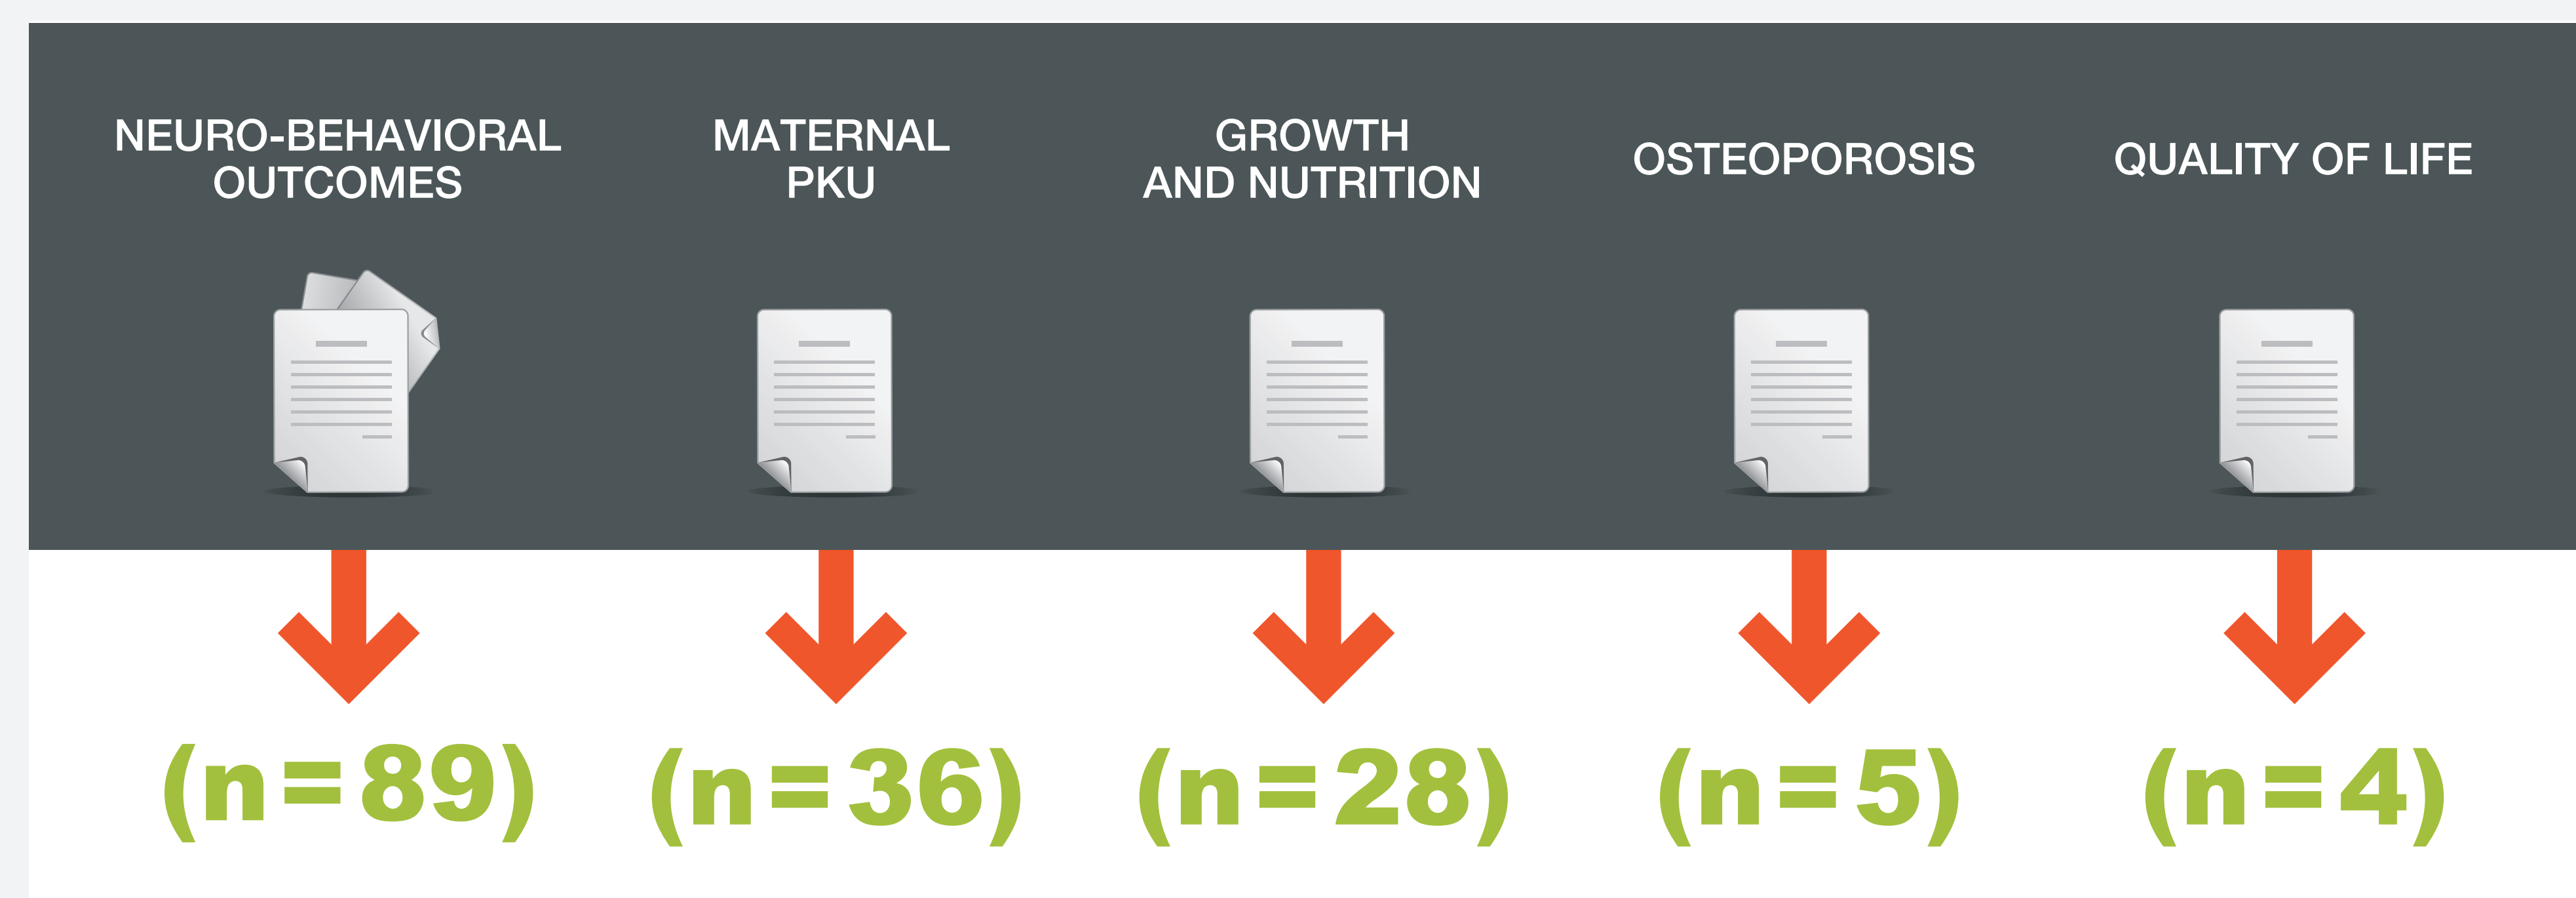 NEURO-BEHAVIORAL
OUTCOMES
MATERNAL
PKU
GROWTH
AND NUTRITION
OSTEOPOROSIS
QUALITY OF LIFE
(n=89)
(n=36)
(n=28)
(n=5)
(n=4)